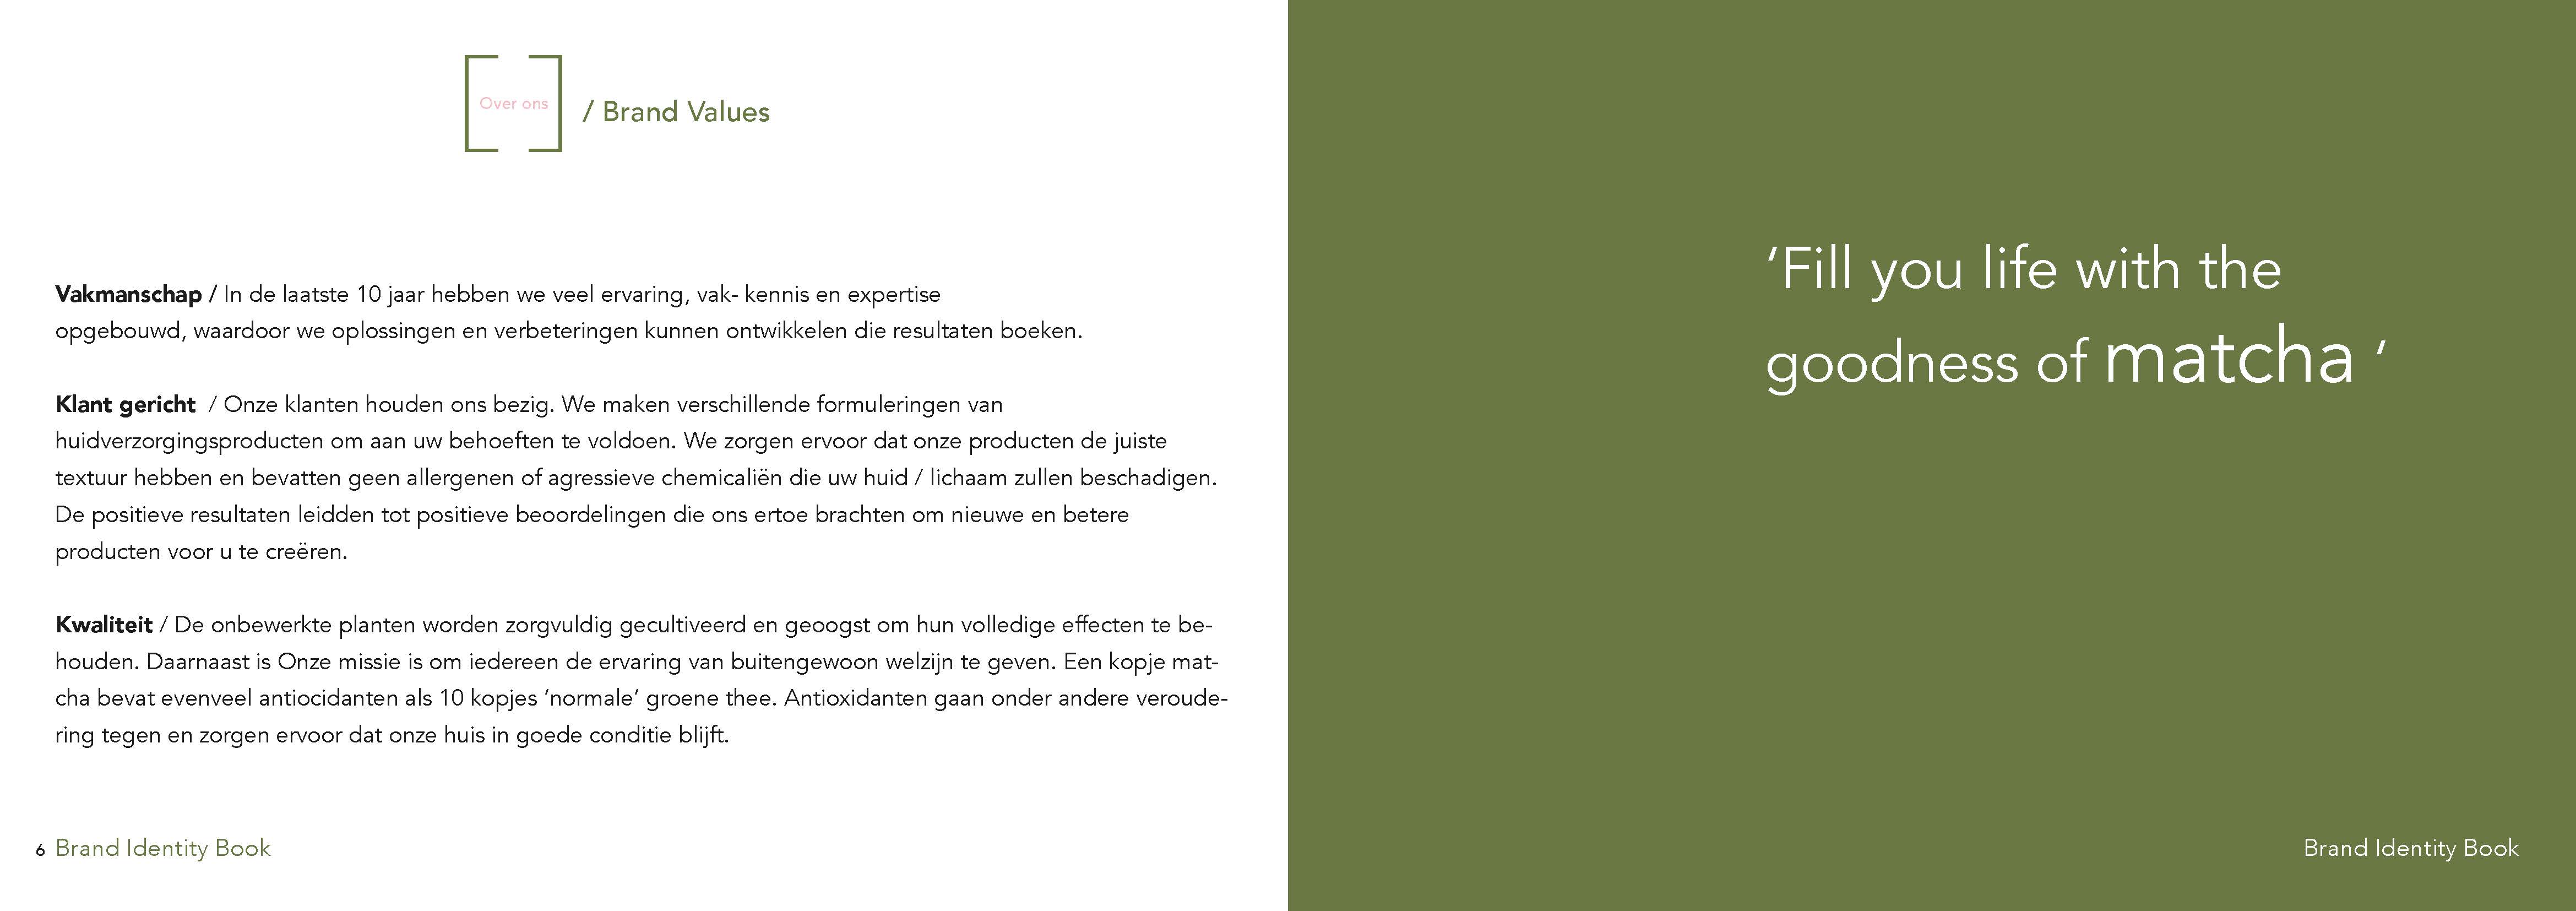 Over ons
/ Brand Values
Vakmanschap / In de laatste 10 jaar hebben we veel ervaring, vak- kennis en expertise
opgebouwd, waardoor we oplossingen en verbeteringen kunnen ontwikkelen die resultaten boeken.
Klant gericht / Onze klanten houden ons bezig. We maken verschillende formuleringen van
huidverzorgingsproducten om aan uw behoeften te voldoen. We zorgen ervoor dat onze producten de juiste
textuur hebben en bevatten geen allergenen of agressieve chemicaliën die uw huid / lichaam zullen beschadigen.
De positieve resultaten leidden tot positieve beoordelingen die ons ertoe brachten om nieuwe en betere
producten voor u te creëren.
Kwaliteit / De onbewerkte planten worden zorgvuldig gecultiveerd en geoogst om hun volledige effecten te be-
houden. Daarnaast is Onze missie is om iedereen de ervaring van buitengewoon welzijn te geven. Een kopje mat-
cha bevat evenveel antiocidanten als 10 kopjes ‘normale‘ groene thee. Antioxidanten gaan onder andere veroude-
ring tegen en zorgen ervoor dat onze huis in goede conditie blijft.
6 Brand Identity Book
‘Fill you life with the
goodness of matcha ‘
Brand Identity Book